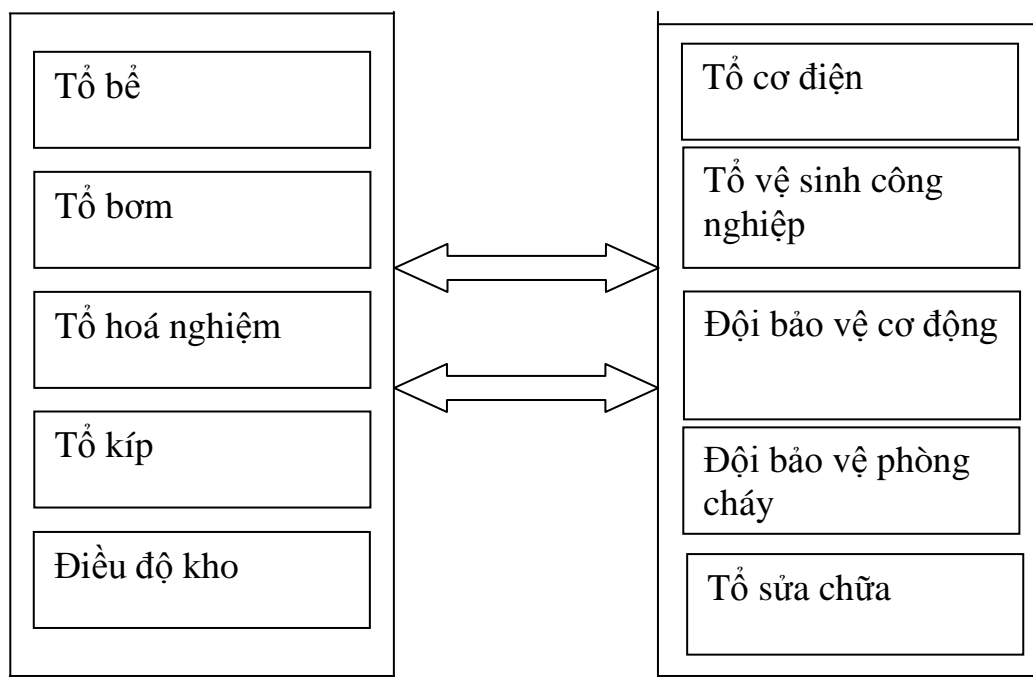 Tổ bể
Tổ bơm
Tổ hoá nghiệm
Tổ kíp
Điều độ kho
Tổ cơ điện
Tổ vệ sinh công
nghiệp
Đội bảo vệ cơ động
Đội bảo vệ phòng
cháy
Tổ sửa chữa